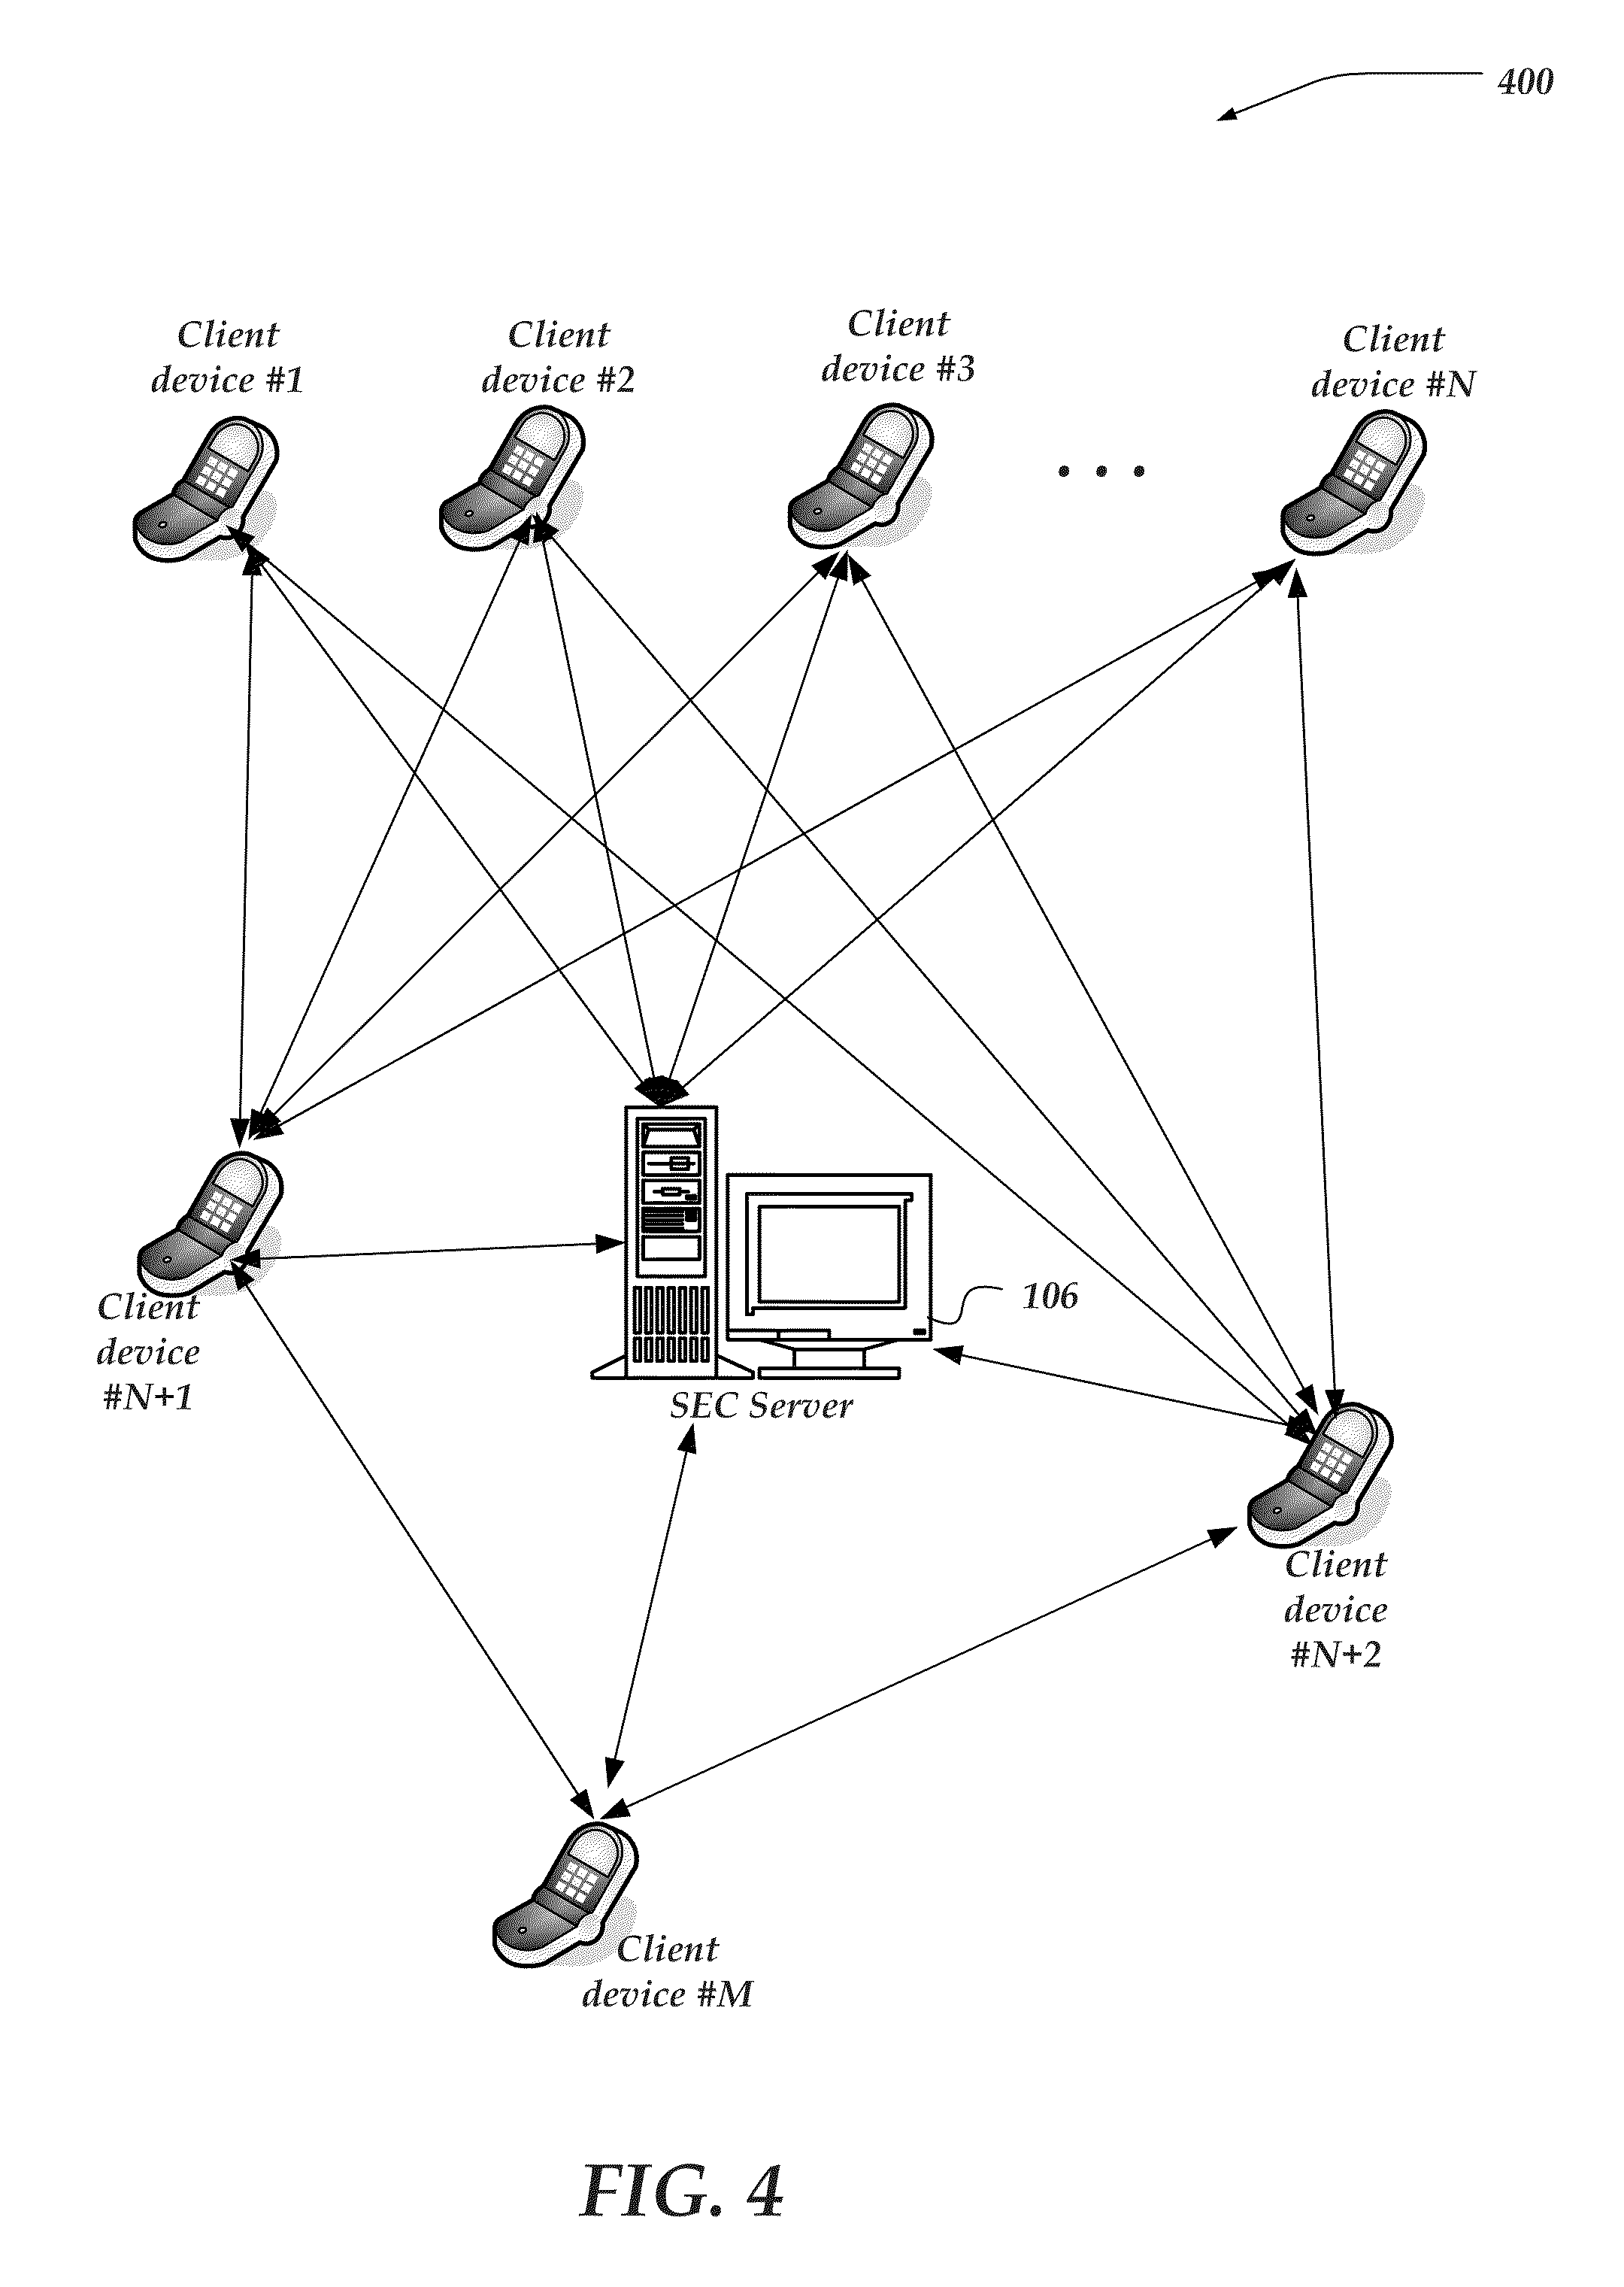 400
Client
device #1
Client
device #2
Client
device #3
Client
device #N
. . .
Client
device
#N+1
106
SEC Server
Client
device
#N+2
Client
device #M
FIG. 4